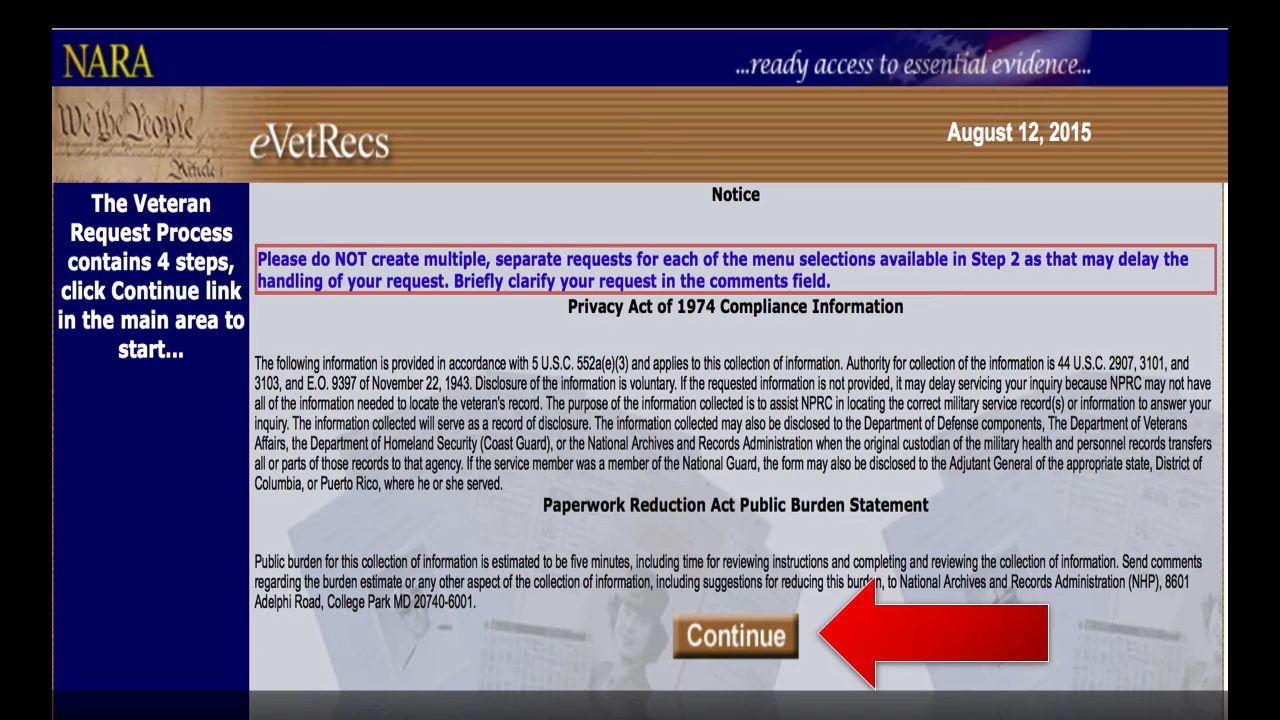 NARA
...ready access to essential evidence...
We the People
Article
eVetRecs
August 12, 2015
The Veteran
Request Process
contains 4 steps,
click Continue link
in the main area to
start...
Notice
Please do NOT create multiple, separate requests for each of the menu selections available in Step 2 as that may delay the
handling of your request. Briefly clarify your request in the comments field.
Privacy Act of 1974 Compliance Information
The following information is provided in accordance with 5 U.S.C. 552a(e)(3) and applies to this collection of information. Authority for collection of the information is 44 U.S.C. 2907, 3101, and
3103, and E.O. 9397 of November 22, 1943. Disclosure of the information is voluntary. If the requested information is not provided, it may delay servicing your inquiry because NPRC may not have
all of the information needed to locate the veteran's record. The purpose of the information collected is to assist NPRC in locating the correct military service record(s) or information to answer your
inquiry. The information collected will serve as a record of disclosure. The information collected may also be disclosed to the Department of Defense components, The Department of Veterans
Affairs, the Department of Homeland Security (Coast Guard), or the National Archives and Records Administration when the original custodian of the military health and personnel records transfers
all or parts of those records to that agency. If the service member was a member of the National Guard, the form may also be disclosed to the Adjutant General of the appropriate state, District of
Columbia, or Puerto Rico, where he or she served.
Paperwork Reduction Act Public Burden Statement
Public burden for this collection of information is estimated to be five minutes, including time for reviewing instructions and completing and reviewing the collection of information. Send comments
regarding the burden estimate or any other aspect of the collection of information, including suggestions for reducing this burden, to National Archives and Records Administration (NHP), 8601
Adelphi Road, College Park MD 20740-6001.
Continue